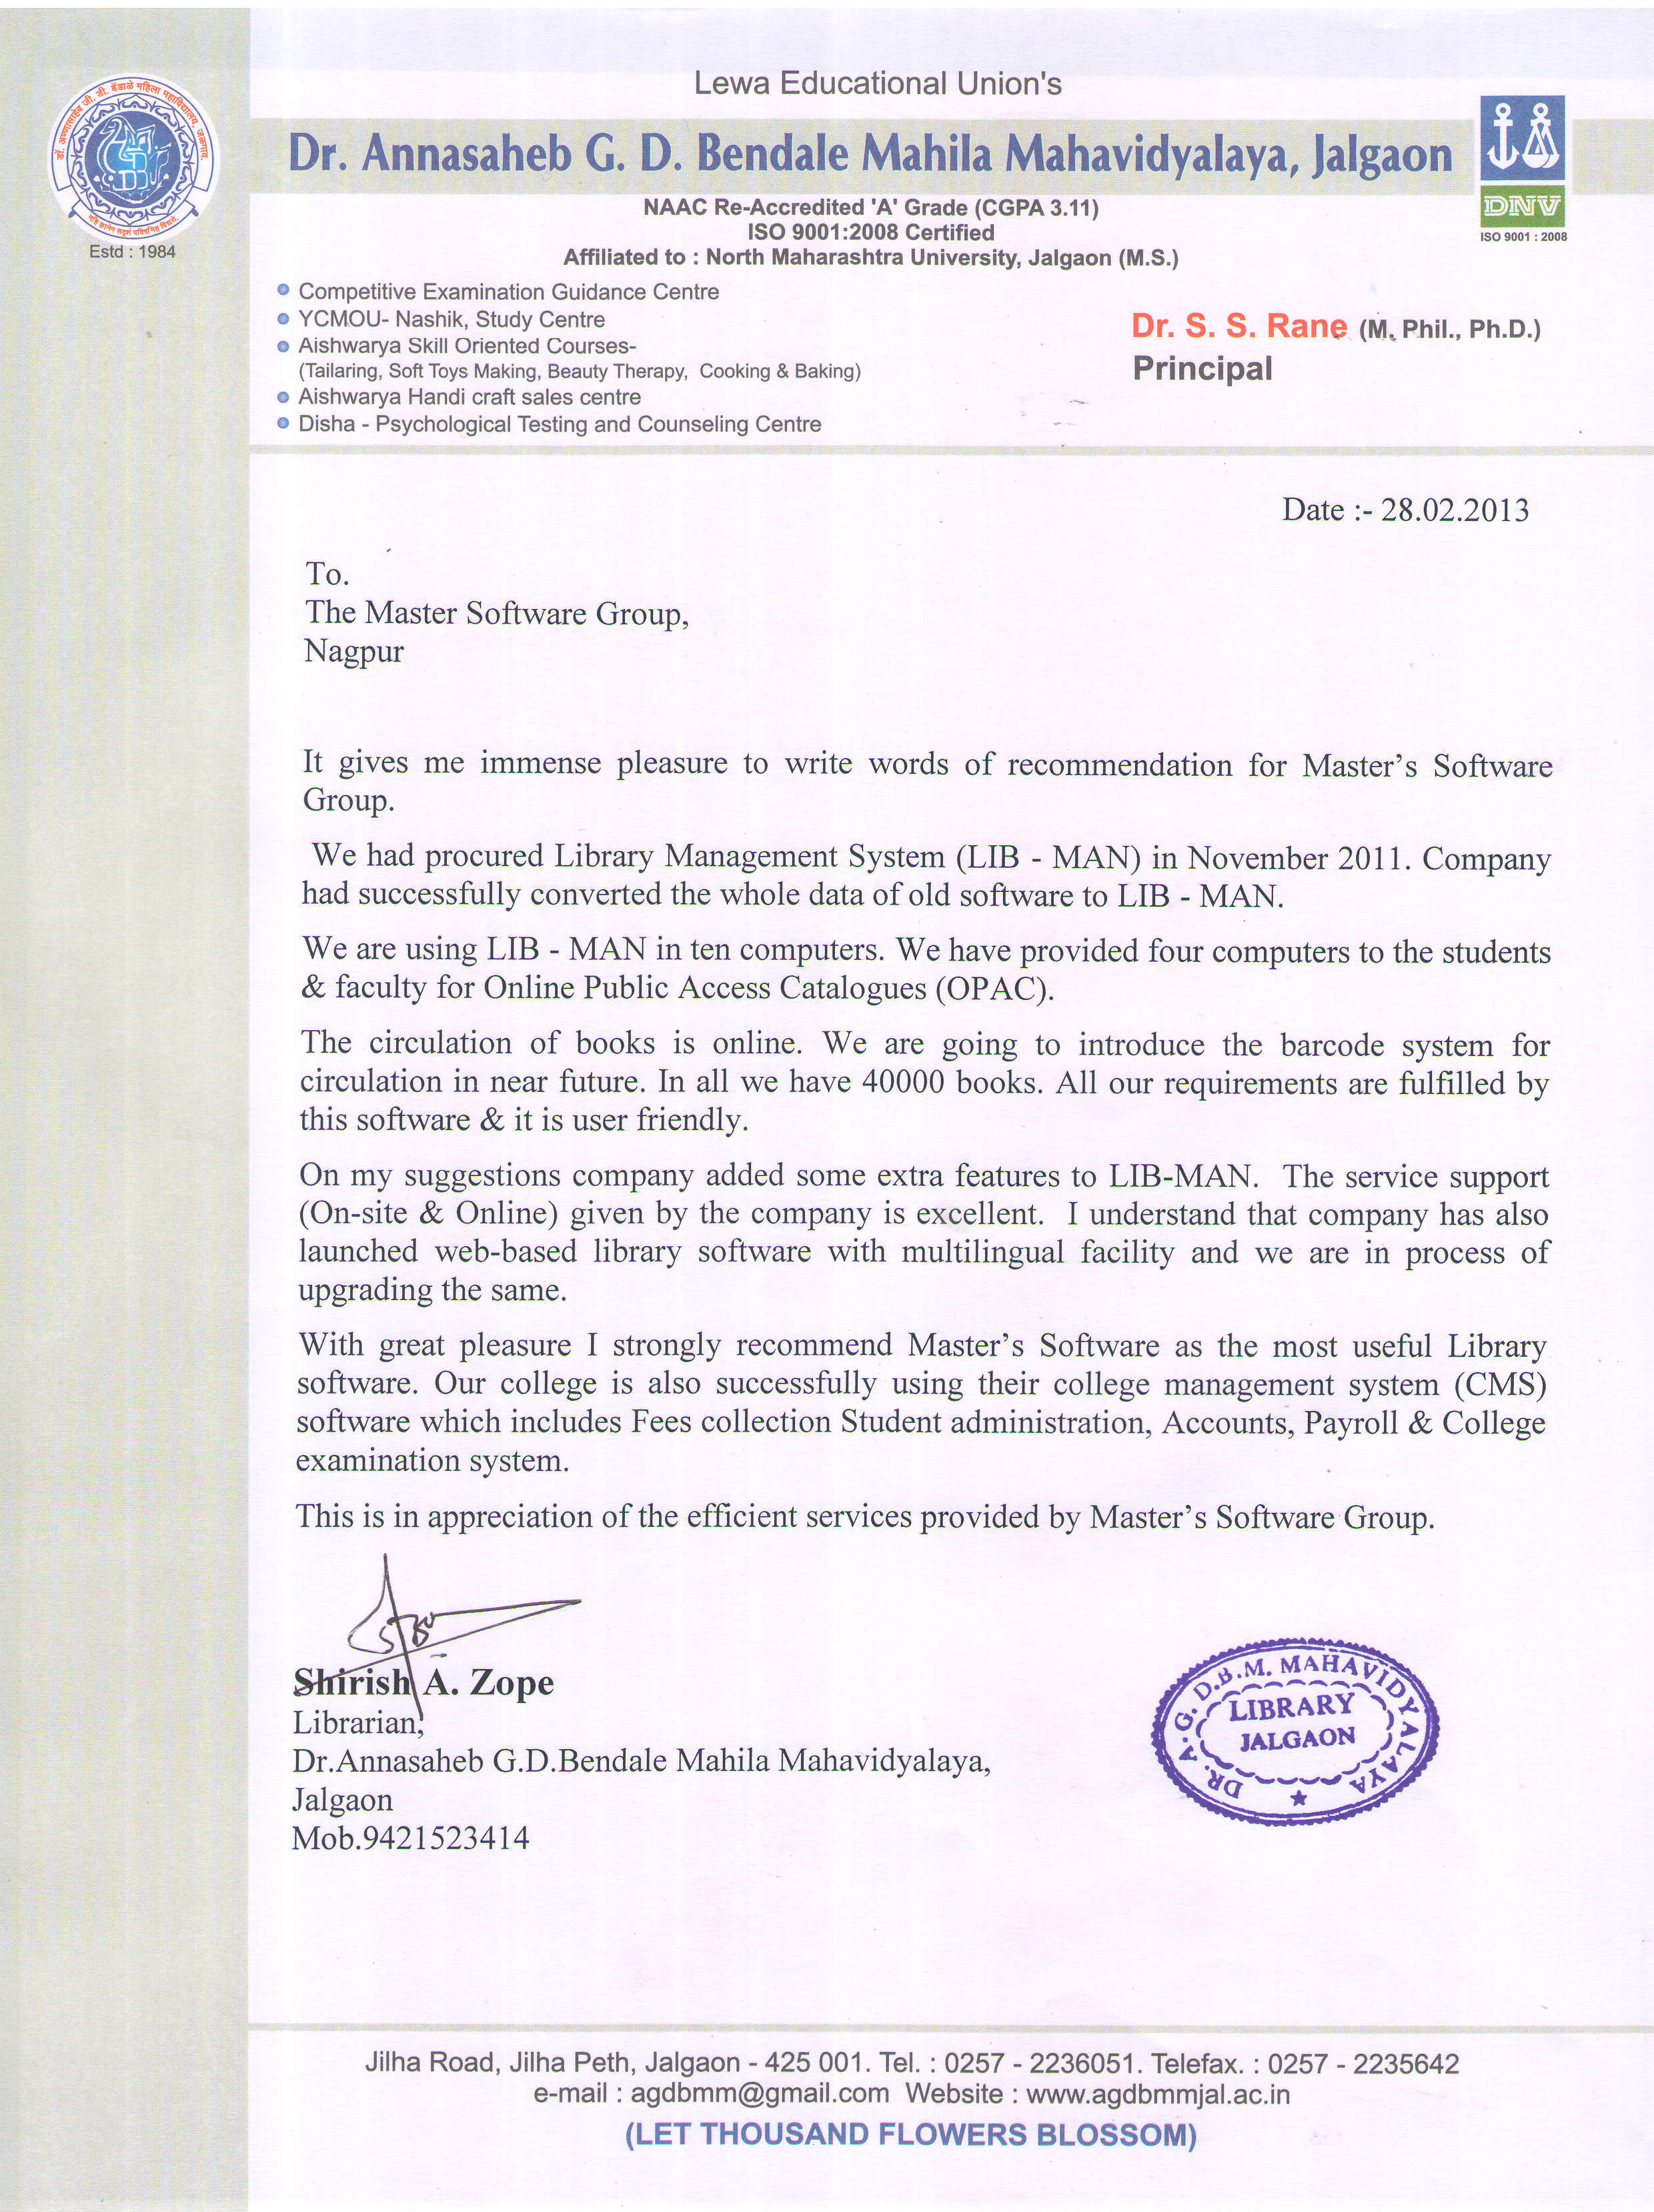 Lewa Educational Union's
Dr. Annasaheb G. D. Bendale Mahila Mahavidyalaya, Jalgaon
डॉ. अण्णासाहेब जी. डी. बेंडाळे महिला महाविद्यालय, जळगाव.
Estd : 1984
DNV
ISO 9001 : 2008
NAAC Re-Accredited 'A' Grade (CGPA 3.11)
ISO 9001:2008 Certified
Affiliated to : North Maharashtra University, Jalgaon (M.S.)
Competitive Examination Guidance Centre
YCMOU- Nashik, Study Centre
Aishwarya Skill Oriented Courses-
(Tailaring, Soft Toys Making, Beauty Therapy, Cooking & Baking)
Aishwarya Handi craft sales centre
Disha - Psychological Testing and Counseling Centre
Dr. S. S. Rane (M. Phil., Ph.D.)
Principal
Date :- 28.02.2013
To.
The Master Software Group,
Nagpur
It gives me immense pleasure to write words of recommendation for Master’s Software
Group.
We had procured Library Management System (LIB - MAN) in November 2011. Company
had successfully converted the whole data of old software to LIB - MAN.
We are using LIB - MAN in ten computers. We have provided four computers to the students
& faculty for Online Public Access Catalogues (OPAC).
The circulation of books is online. We are going to introduce the barcode system for
circulation in near future. In all we have 40000 books. All our requirements are fulfilled by
this software & it is user friendly.
On my suggestions company added some extra features to LIB-MAN. The service support
(On-site & Online) given by the company is excellent. I understand that company has also
launched web-based library software with multilingual facility and we are in process of
upgrading the same.
With great pleasure I strongly recommend Master’s Software as the most useful Library
software. Our college is also successfully using their college management system (CMS)
software which includes Fees collection Student administration, Accounts, Payroll & College
examination system.
This is in appreciation of the efficient services provided by Master’s Software Group.
Shirish A. Zope
Librarian,
Dr.Annasaheb G.D.Bendale Mahila Mahavidyalaya,
Jalgaon
Mob.9421523414
DR. A. G. D.B.M. MAHAVIDYALAYA
LIBRARY
JALGAON
Jilha Road, Jilha Peth, Jalgaon - 425 001. Tel. : 0257 - 2236051. Telefax. : 0257 - 2235642
e-mail : agdbmm@gmail.com Website : www.agdbmmjal.ac.in
(LET THOUSAND FLOWERS BLOSSOM)